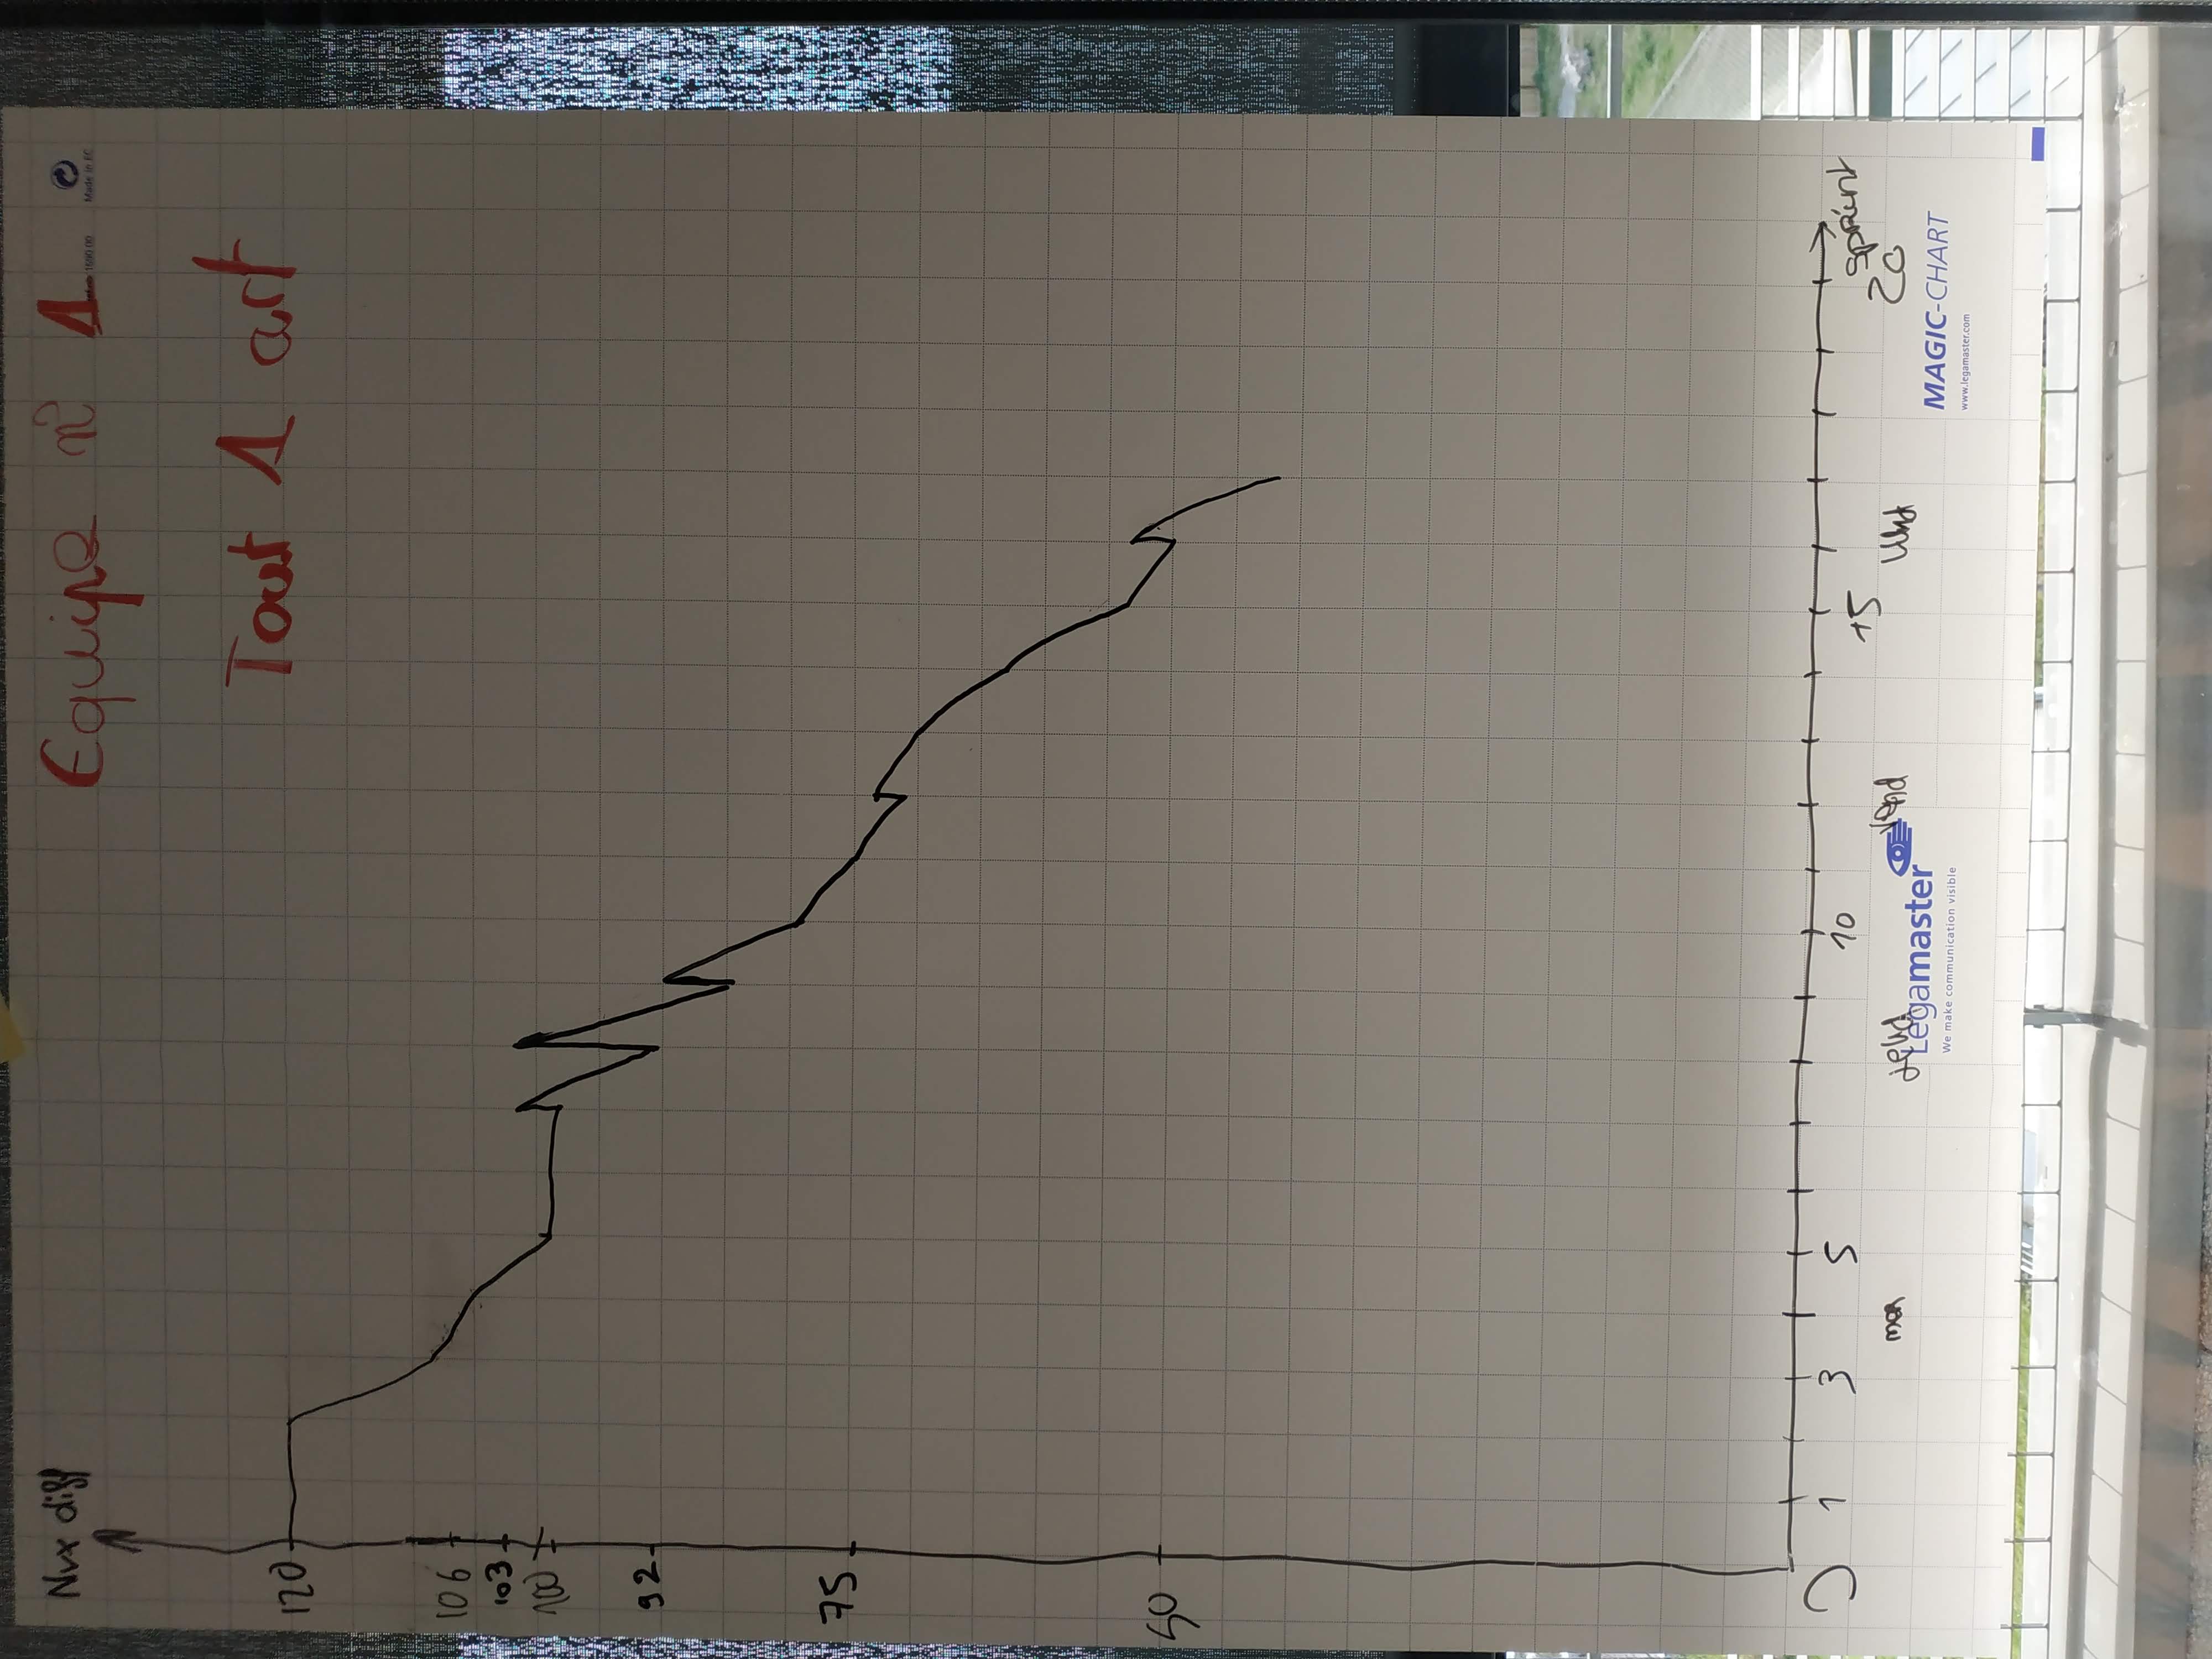 Nvx diff
Equipe n° 1
1690 00
Made in EC
Tout 1 art
120
106
103
100
92
75
50
0 1 3 5 10 15 20
sprint
mer jeud vend lund
Legamaster
We make communication visible
MAGIC-CHART
www.legamaster.com